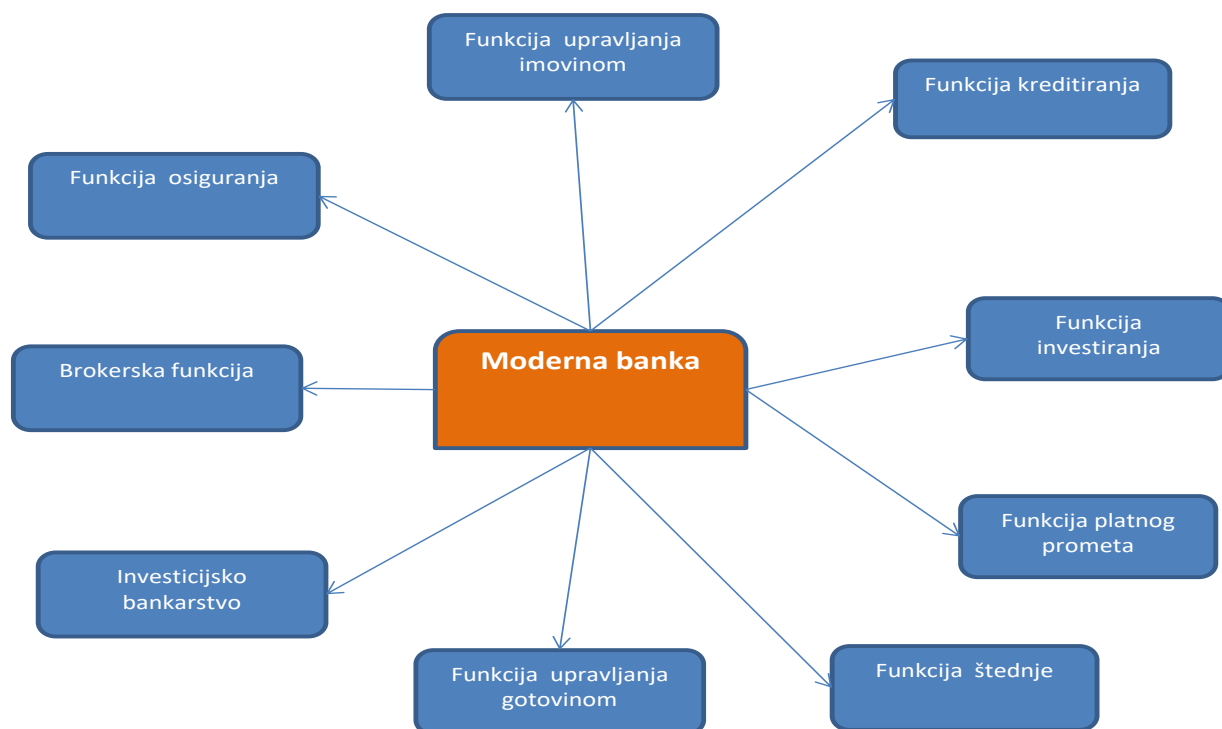 Funkcija upravljanja
imovinom
Funkcija kreditiranja
Funkcija osiguranja
Funkcija
investiranja
Moderna banka
Brokerska funkcija
Funkcija platnog
prometa
Investicijsko
bankarstvo
Funkcija upravljanja
gotovinom
Funkcija štednje